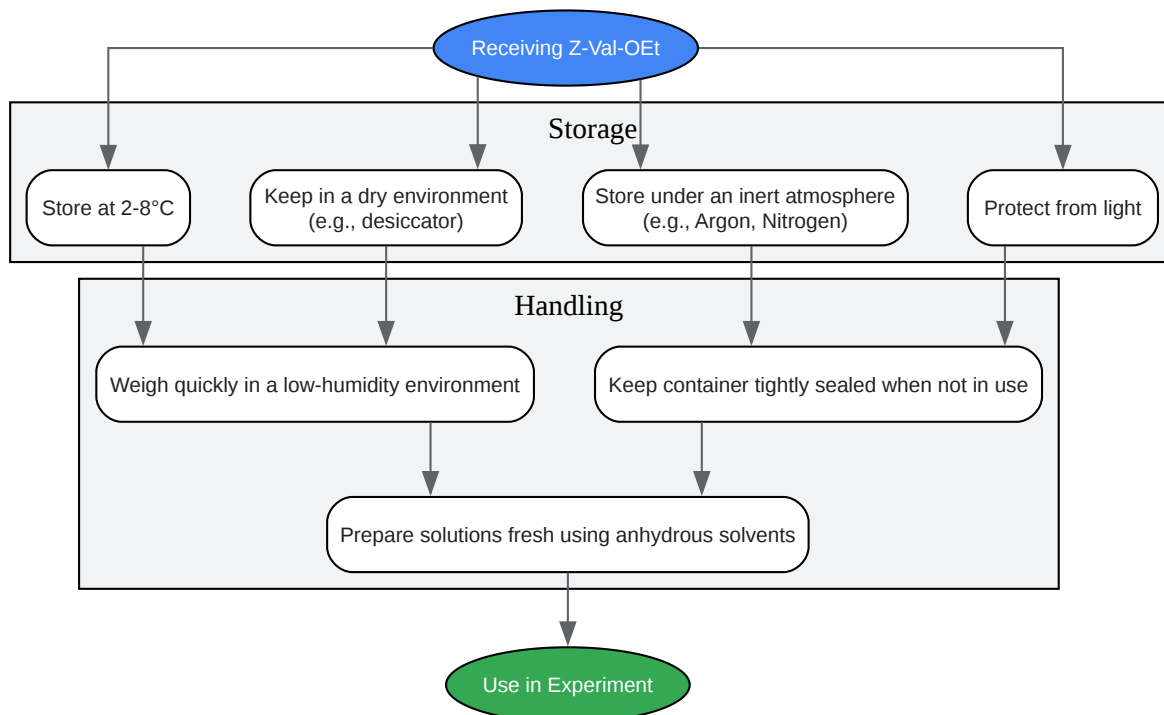 Receiving Z-Val-OEt
Storage
Store at 2-8°C
Keep in a dry environment
(e.g., desiccator)
Store under an inert atmosphere
(e.g., Argon, Nitrogen)
Protect from light
Handling
Weigh quickly in a low-humidity environment
Keep container tightly sealed when not in use
Prepare solutions fresh using anhydrous solvents
Use in Experiment